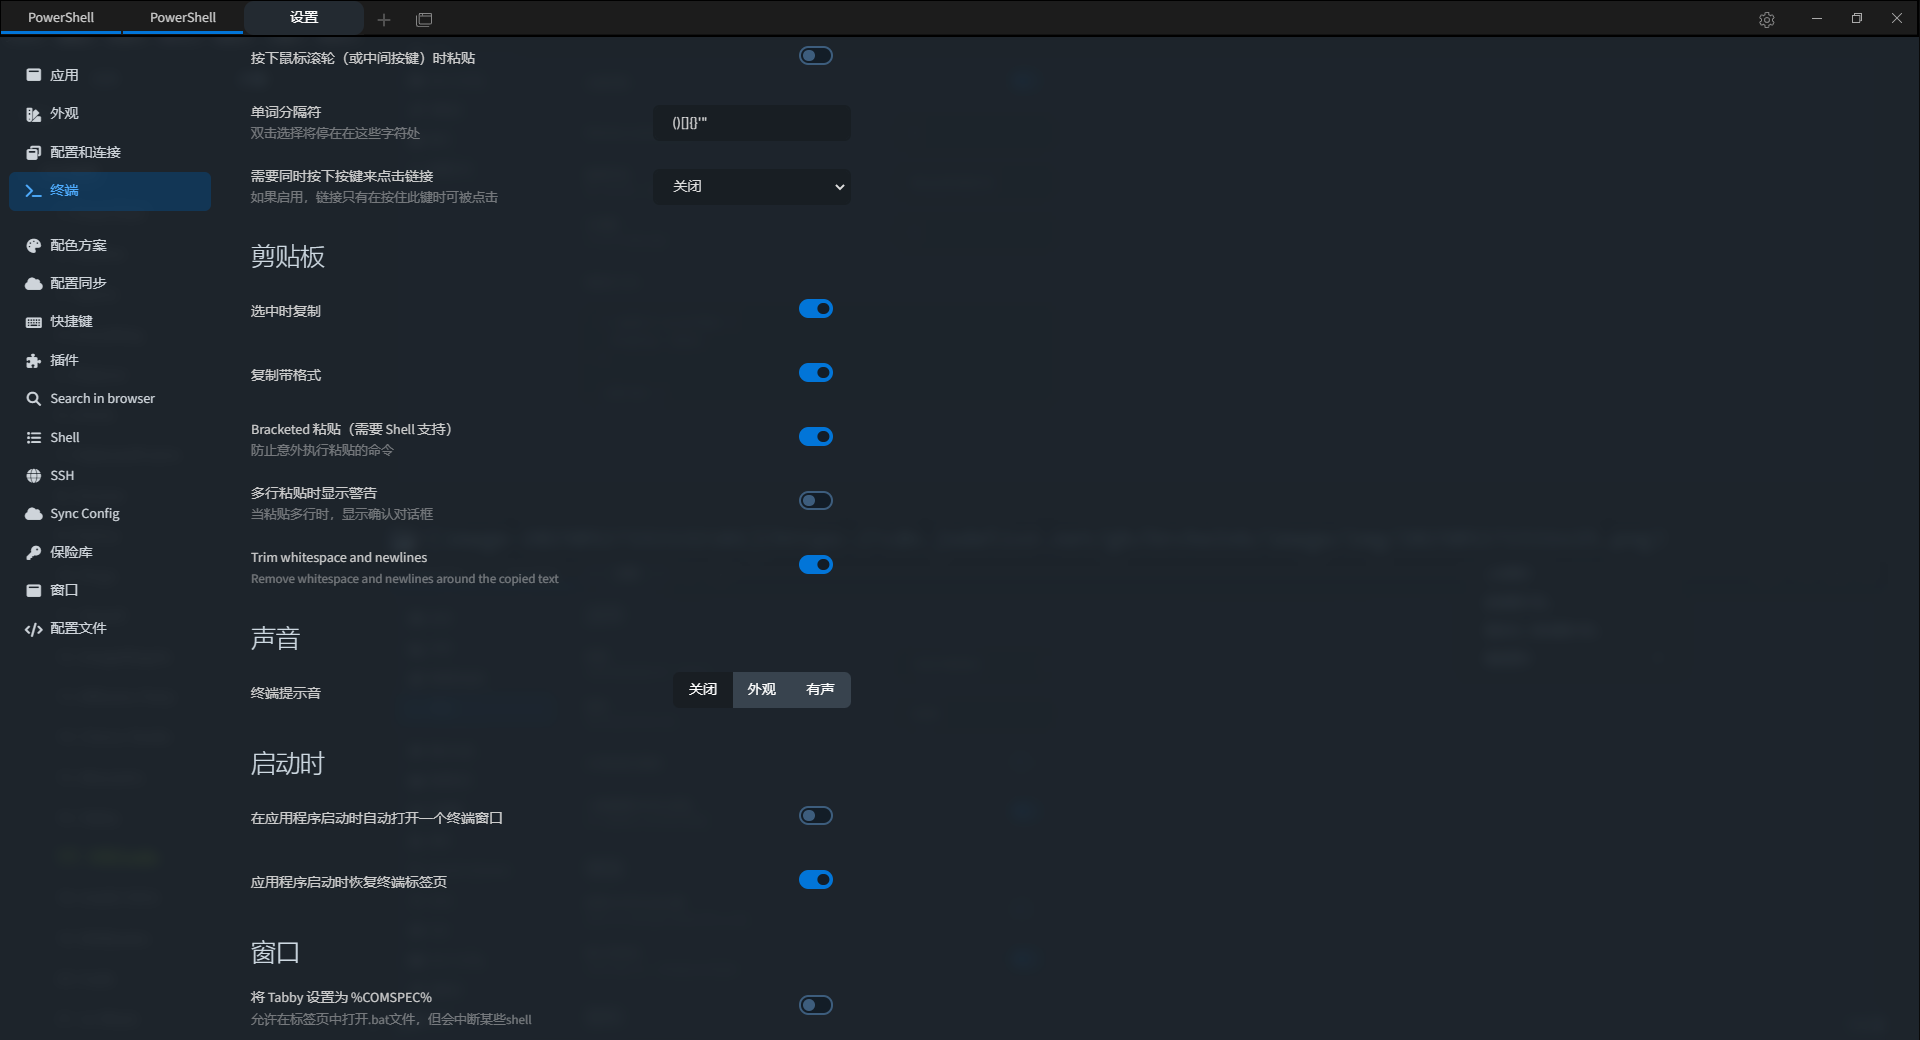 PowerShell
PowerShell
设置
应用
外观
配置和连接
终端
配色方案
配置同步
快捷键
插件
Search in browser
Shell
SSH
Sync Config
保险库
窗口
配置文件
按下鼠标滚轮（或中间按键）时粘贴
单词分隔符
双击选择将停在在这些字符处
()[]{}'"
需要同时按下按键来点击链接
如果启用，链接只有在按住此键时可被点击
关闭
剪贴板
选中时复制
复制带格式
Bracketed 粘贴（需要 Shell 支持）
防止意外执行粘贴的命令
多行粘贴时显示警告
当粘贴多行时，显示确认对话框
Trim whitespace and newlines
Remove whitespace and newlines around the copied text
声音
终端提示音
关闭 外观 有声
启动时
在应用程序启动时自动打开一个终端窗口
应用程序启动时恢复终端标签页
窗口
将 Tabby 设置为 %COMSPEC%
允许在标签页中打开.bat文件，但会中断某些shell